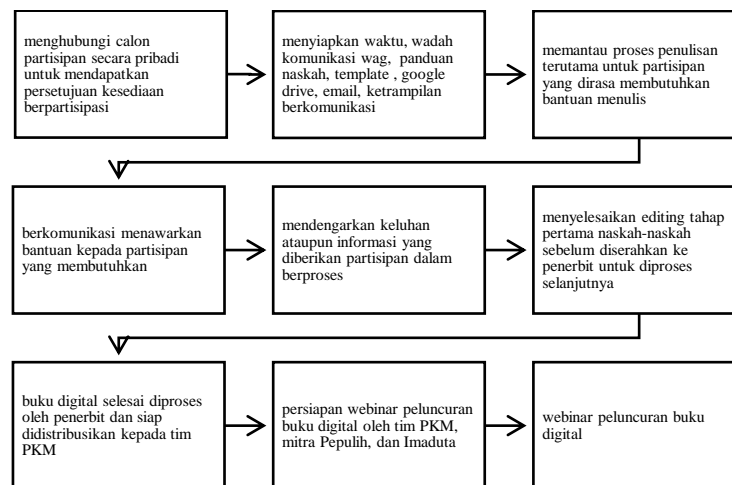 menghubungi calon
partisipan secara pribadi
untuk mendapatkan
persetujuan kesediaan
berpartisipasi
menyiapkan waktu, wadah
komunikasi wag, panduan
naskah, template , google
drive, email, ketrampilan
berkomunikasi
memantau proses penulisan
terutama untuk partisipan
yang dirasa membutuhkan
bantuan menulis
berkomunikasi menawarkan
bantuan kepada partisipan
yang membutuhkan
mendengarkan keluhan
ataupun informasi yang
diberikan partisipan dalam
berproses
menyelesaikan editing tahap
pertama naskah-naskah
sebelum diserahkan ke
penerbit untuk diproses
selanjutnya
buku digital selesai diproses
oleh penerbit dan siap
didistribusikan kepada tim
PKM
persiapan webinar peluncuran
buku digital oleh tim PKM,
mitra Pepulih, dan Imaduta
webinar peluncuran buku
digital